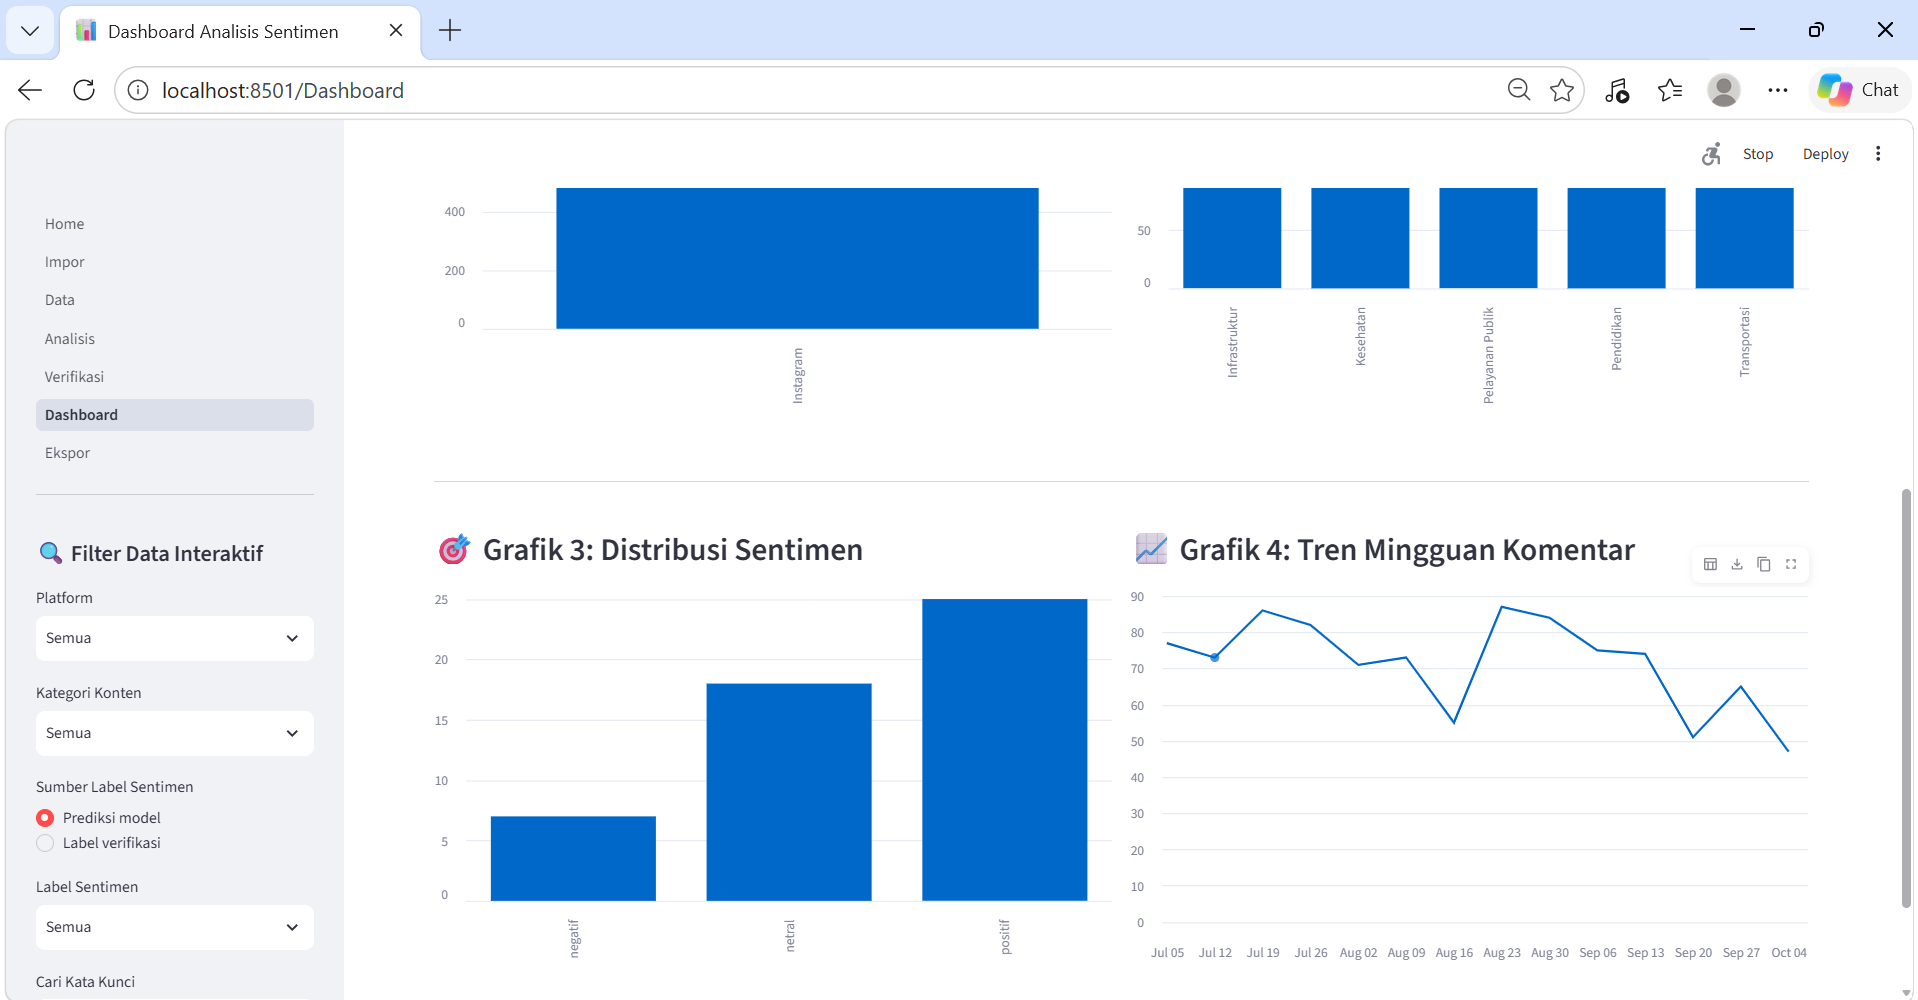 Dashboard Analisis Sentimen
localhost:8501/Dashboard
Chat
Stop
Deploy
Home
Impor
Data
Analisis
Verifikasi
Dashboard
Ekspor
Filter Data Interaktif
Platform
Semua
Kategori Konten
Semua
Sumber Label Sentimen
Prediksi model
Label verifikasi
Label Sentimen
Semua
Cari Kata Kunci
400
200
0
Instagram
50
0
Infrastruktur
Kesehatan
Pelayanan Publik
Pendidikan
Transportasi
Grafik 3: Distribusi Sentimen
25
20
15
10
5
0
negatif
netral
positif
Grafik 4: Tren Mingguan Komentar
90
80
70
60
50
40
30
20
10
0
Jul 05 Jul 12 Jul 19 Jul 26 Aug 02 Aug 09 Aug 16 Aug 23 Aug 30 Sep 06 Sep 13 Sep 20 Sep 27 Oct 04